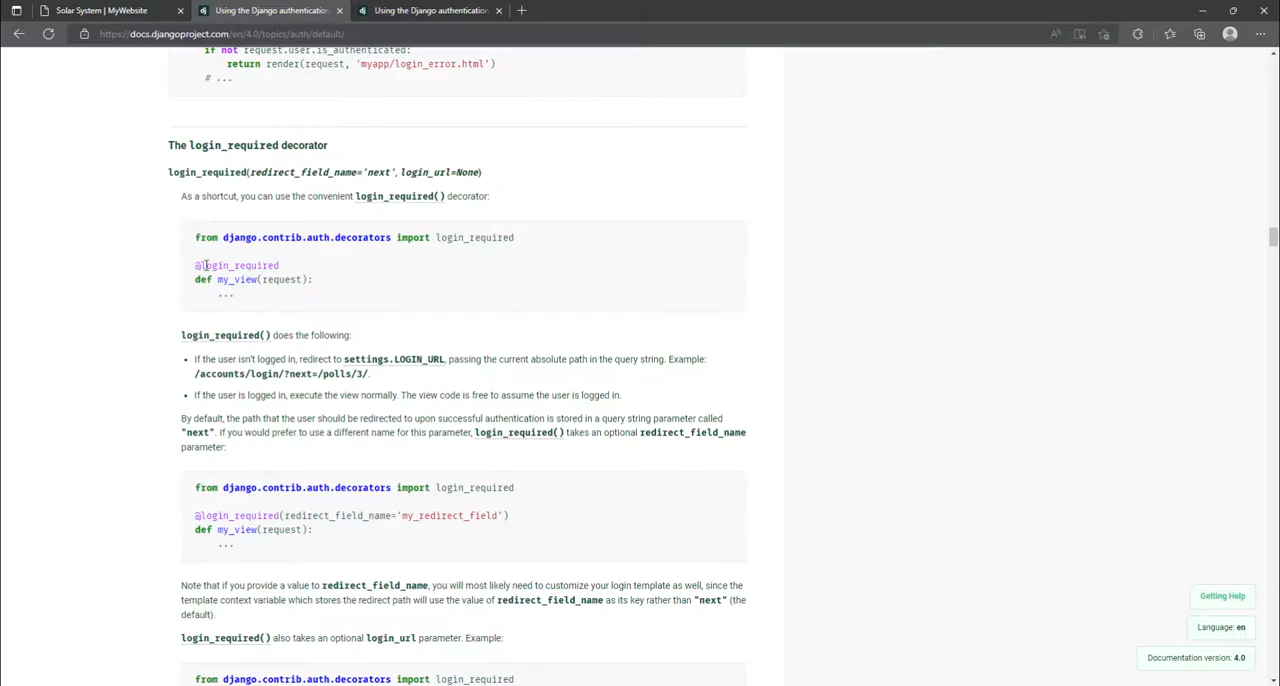 Solar System | MyWebsite
Using the Django authentication
Using the Django authentication
https://docs.djangoproject.com/en/4.0/topics/auth/default/
if not request.user.is_authenticated:
return render(request, 'myapp/login_error.html')
# ...
The login_required decorator
login_required(redirect_field_name='next', login_url=None)
As a shortcut, you can use the convenient login_required() decorator:
from django.contrib.auth.decorators import login_required
@login_required
def my_view(request):
...
login_required() does the following:
• If the user isn't logged in, redirect to settings.LOGIN_URL, passing the current absolute path in the query string. Example:
/accounts/login/?next=/polls/3/.
• If the user is logged in, execute the view normally. The view code is free to assume the user is logged in.
By default, the path that the user should be redirected to upon successful authentication is stored in a query string parameter called
"next". If you would prefer to use a different name for this parameter, login_required() takes an optional redirect_field_name
parameter:
from django.contrib.auth.decorators import login_required
@login_required(redirect_field_name='my_redirect_field')
def my_view(request):
...
Note that if you provide a value to redirect_field_name, you will most likely need to customize your login template as well, since the
template context variable which stores the redirect path will use the value of redirect_field_name as its key rather than "next" (the
default).
login_required() also takes an optional login_url parameter. Example:
from django.contrib.auth.decorators import login_required
Getting Help
Language: en
Documentation version: 4.0